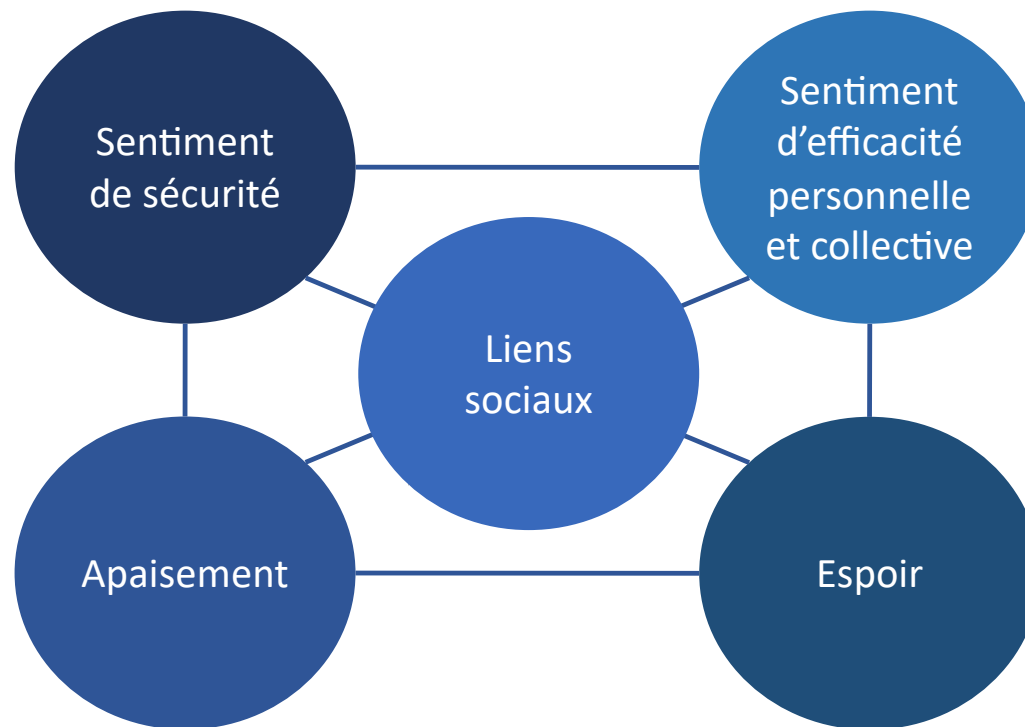 Sentiment
de sécurité
Sentiment
d’efficacité
personnelle
et collective
Liens
sociaux
Apaisement
Espoir